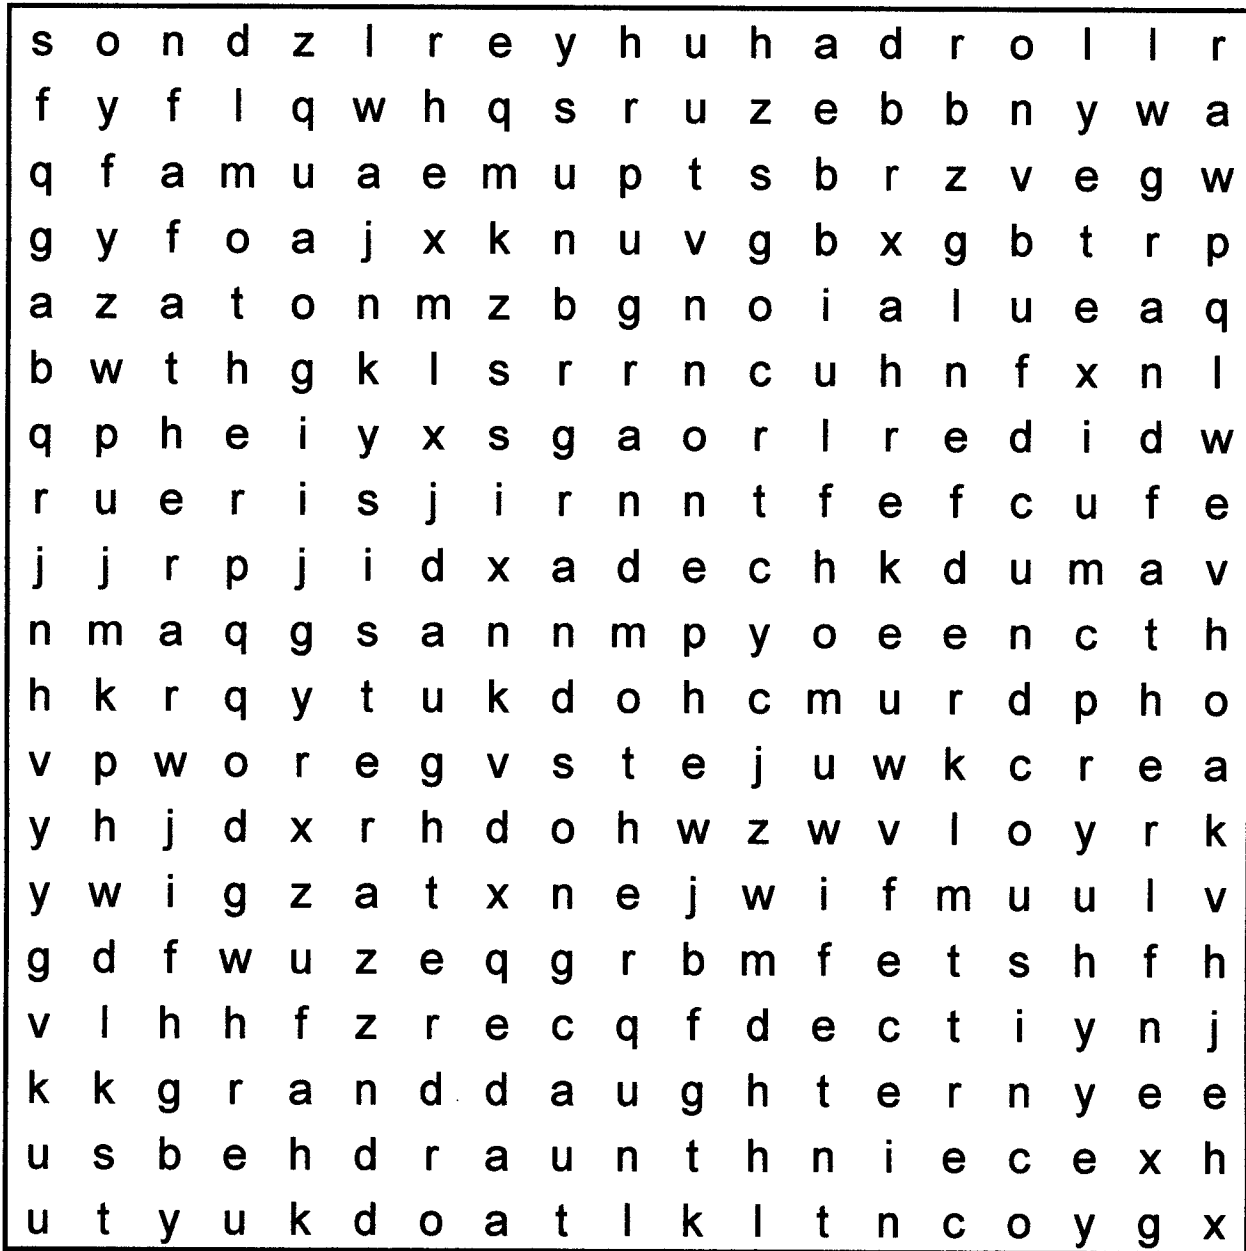 s o n d z l r e y h u h a d r o l l r
f y f l q w h q s r u z e b b n y w a
q f a m u a e m u p t s b r z v e g w
g y f o a j x k n u v g b x g b t r p
a z a t o n m z b g n o i a l u e a q
b w t h g k l s r r n c u h n f x n l
q p h e i y x s g a o r l r e d i d w
r u e r i s j i r n n t f e f c u f e
j j r p j i d x a d e c h k d u m a v
n m a q g s a n n m p y o e e n c t h
h k r q y t u k d o h c m u r d p h o
v p w o r e g v s t e j u w k c r e a
y h j d x r h d o h w z w v l o y r k
y w i g z a t x n e j w i f m u u l v
g d f w u z e q g r b m f e t s h f h
v l h h f z r e c q f d e c t i y n j
k k g r a n d d a u g h t e r n y e e
u s b e h d r a u n t h n i e c e x h
u t y u k d o a t l k l t n c o y g x